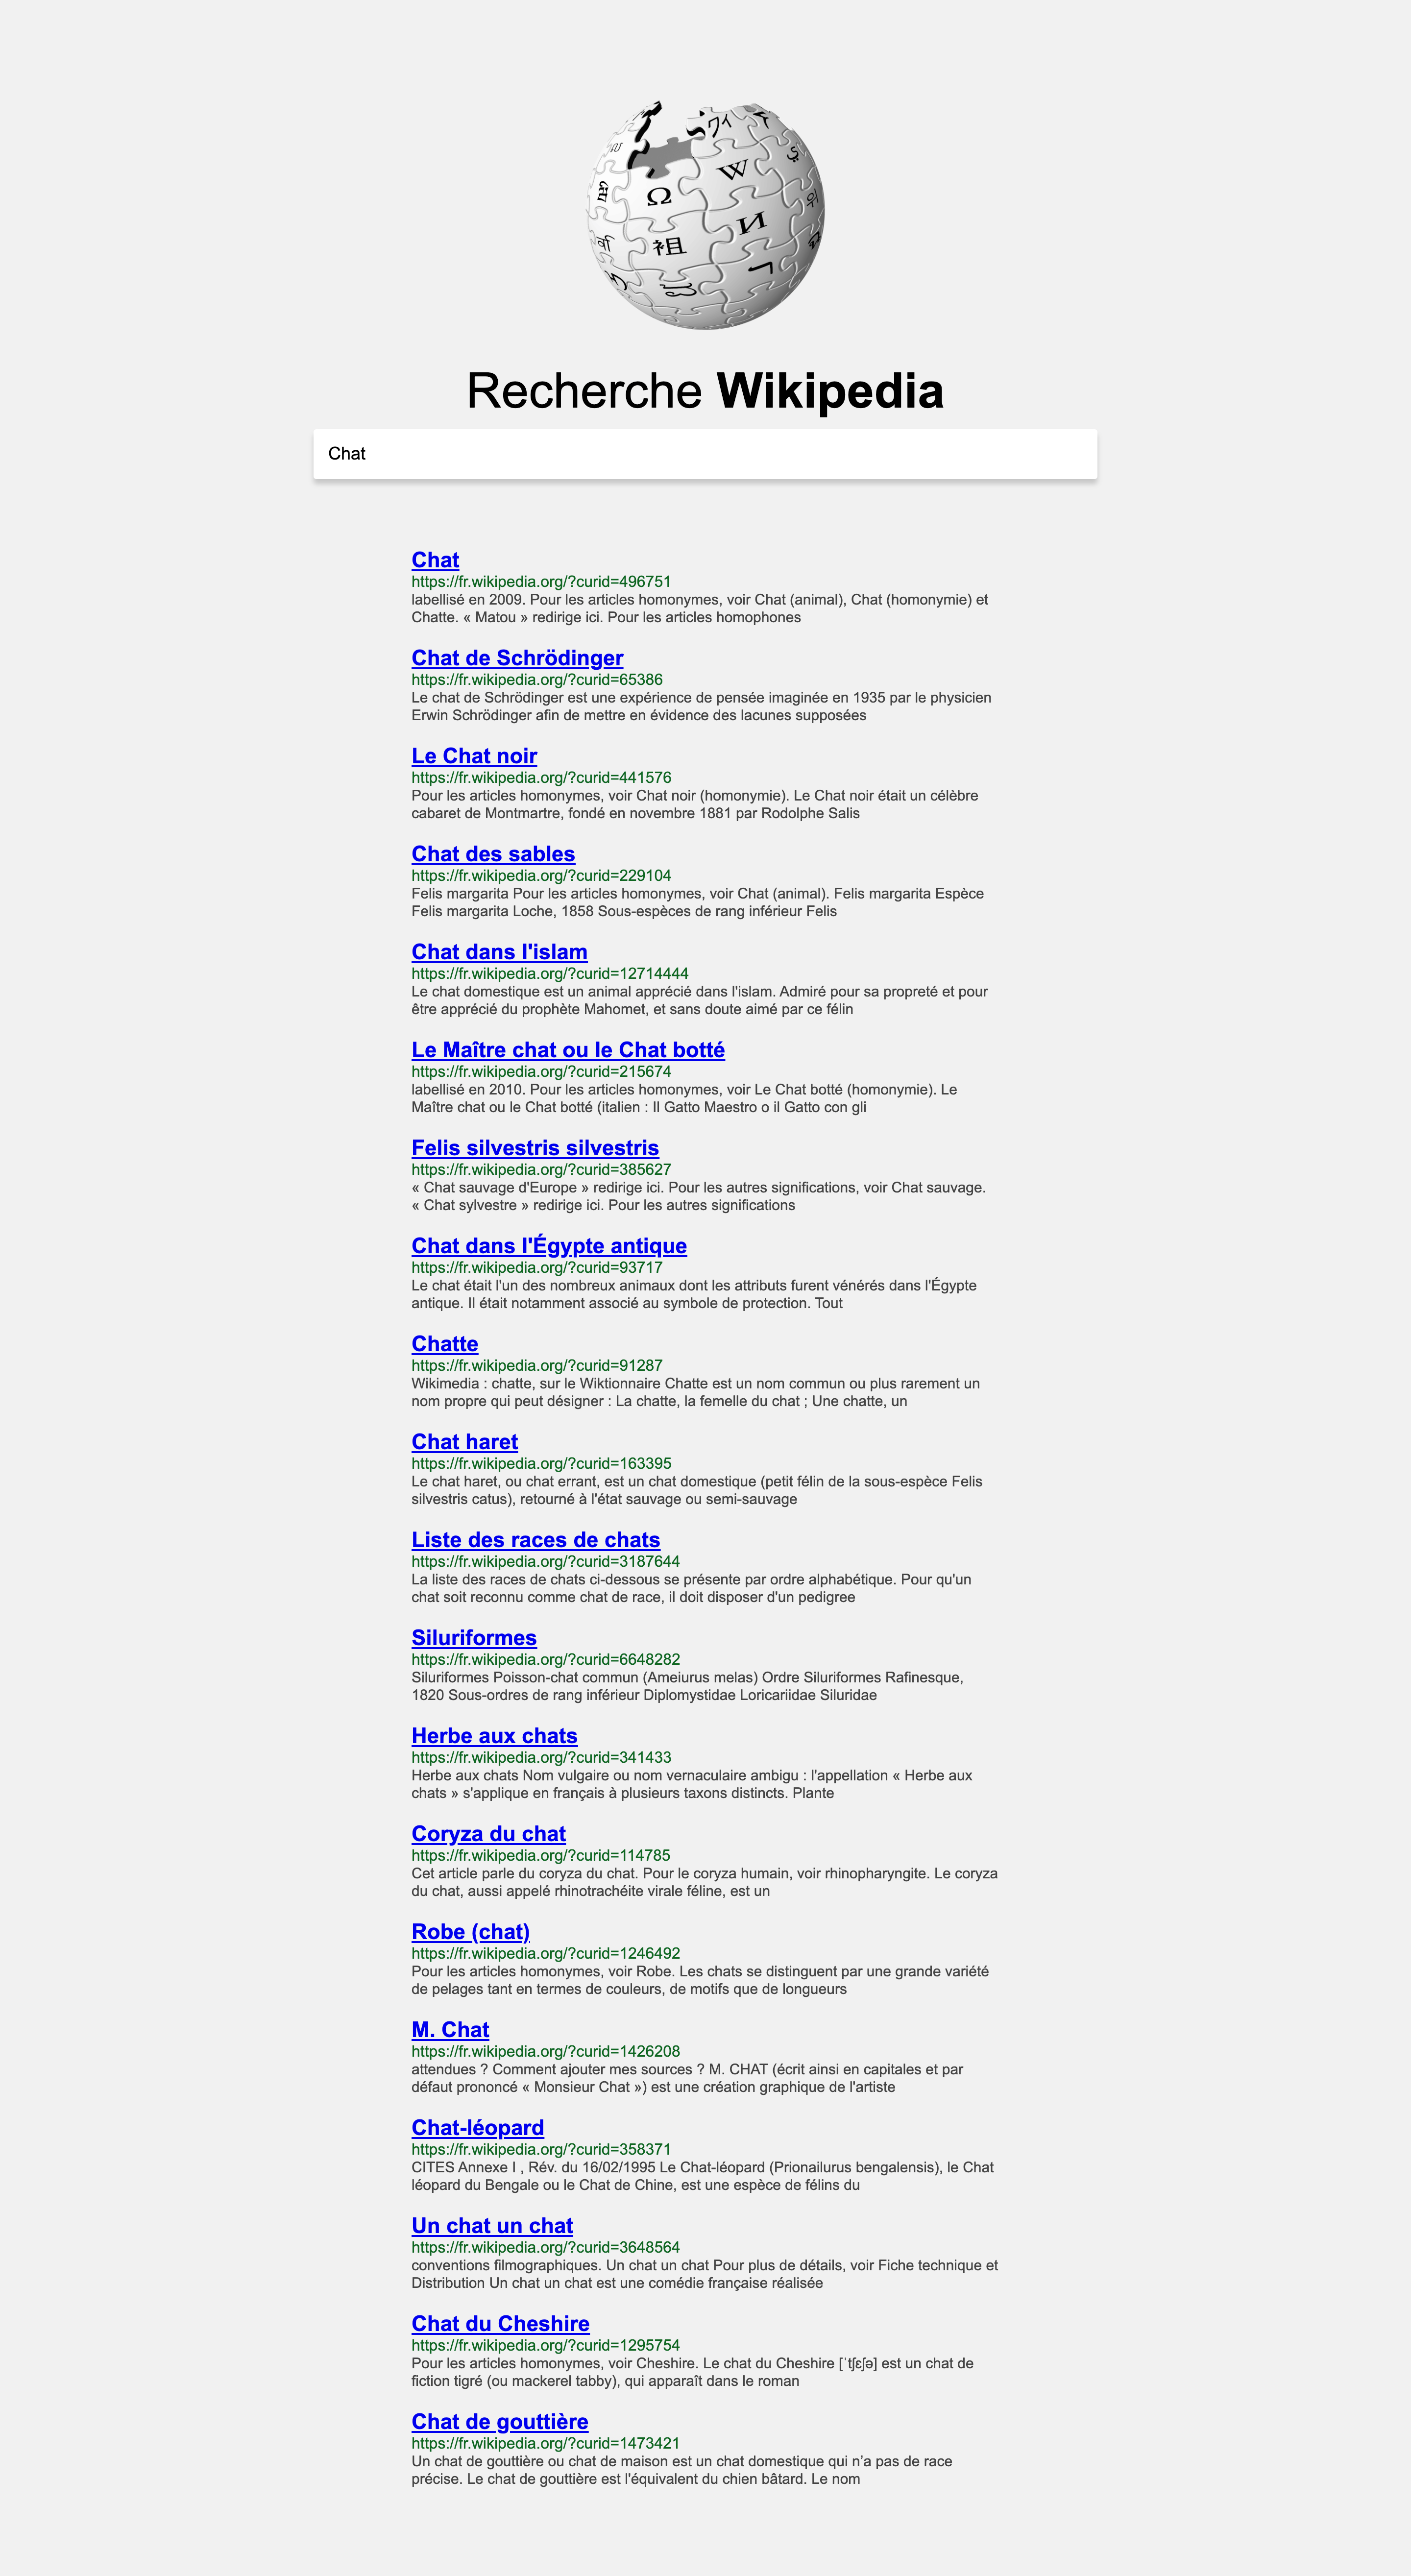 Ω W И 祖 ワィ 위
Recherche Wikipedia
Chat
Chat
https://fr.wikipedia.org/?curid=496751
labellisé en 2009. Pour les articles homonymes, voir Chat (animal), Chat (homonymie) et
Chatte. « Matou » redirige ici. Pour les articles homophones
Chat de Schrödinger
https://fr.wikipedia.org/?curid=65386
Le chat de Schrödinger est une expérience de pensée imaginée en 1935 par le physicien
Erwin Schrödinger afin de mettre en évidence des lacunes supposées
Le Chat noir
https://fr.wikipedia.org/?curid=441576
Pour les articles homonymes, voir Chat noir (homonymie). Le Chat noir était un célèbre
cabaret de Montmartre, fondé en novembre 1881 par Rodolphe Salis
Chat des sables
https://fr.wikipedia.org/?curid=229104
Felis margarita Pour les articles homonymes, voir Chat (animal). Felis margarita Espèce
Felis margarita Loche, 1858 Sous-espèces de rang inférieur Felis
Chat dans l'islam
https://fr.wikipedia.org/?curid=12714444
Le chat domestique est un animal apprécié dans l'islam. Admiré pour sa propreté et pour
être apprécié du prophète Mahomet, et sans doute aimé par ce félin
Le Maître chat ou le Chat botté
https://fr.wikipedia.org/?curid=215674
labellisé en 2010. Pour les articles homonymes, voir Le Chat botté (homonymie). Le
Maître chat ou le Chat botté (italien : Il Gatto Maestro o il Gatto con gli
Felis silvestris silvestris
https://fr.wikipedia.org/?curid=385627
« Chat sauvage d'Europe » redirige ici. Pour les autres significations, voir Chat sauvage.
« Chat sylvestre » redirige ici. Pour les autres significations
Chat dans l'Égypte antique
https://fr.wikipedia.org/?curid=93717
Le chat était l'un des nombreux animaux dont les attributs furent vénérés dans l'Égypte
antique. Il était notamment associé au symbole de protection. Tout
Chatte
https://fr.wikipedia.org/?curid=91287
Wikimedia : chatte, sur le Wiktionnaire Chatte est un nom commun ou plus rarement un
nom propre qui peut désigner : La chatte, la femelle du chat ; Une chatte, un
Chat haret
https://fr.wikipedia.org/?curid=163395
Le chat haret, ou chat errant, est un chat domestique (petit félin de la sous-espèce Felis
silvestris catus), retourné à l'état sauvage ou semi-sauvage
Liste des races de chats
https://fr.wikipedia.org/?curid=3187644
La liste des races de chats ci-dessous se présente par ordre alphabétique. Pour qu'un
chat soit reconnu comme chat de race, il doit disposer d'un pedigree
Siluriformes
https://fr.wikipedia.org/?curid=6648282
Siluriformes Poisson-chat commun (Ameiurus melas) Ordre Siluriformes Rafinesque,
1820 Sous-ordres de rang inférieur Diplomystidae Loricariidae Siluridae
Herbe aux chats
https://fr.wikipedia.org/?curid=341433
Herbe aux chats Nom vulgaire ou nom vernaculaire ambigu : l'appellation « Herbe aux
chats » s'applique en français à plusieurs taxons distincts. Plante
Coryza du chat
https://fr.wikipedia.org/?curid=114785
Cet article parle du coryza du chat. Pour le coryza humain, voir rhinopharyngite. Le coryza
du chat, aussi appelé rhinotrachéite virale féline, est un
Robe (chat)
https://fr.wikipedia.org/?curid=1246492
Pour les articles homonymes, voir Robe. Les chats se distinguent par une grande variété
de pelages tant en termes de couleurs, de motifs que de longueurs
M. Chat
https://fr.wikipedia.org/?curid=1426208
attendues ? Comment ajouter mes sources ? M. CHAT (écrit ainsi en capitales et par
défaut prononcé « Monsieur Chat ») est une création graphique de l'artiste
Chat-léopard
https://fr.wikipedia.org/?curid=358371
CITES Annexe I , Rév. du 16/02/1995 Le Chat-léopard (Prionailurus bengalensis), le Chat
léopard du Bengale ou le Chat de Chine, est une espèce de félins du
Un chat un chat
https://fr.wikipedia.org/?curid=3648564
conventions filmographiques. Un chat un chat Pour plus de détails, voir Fiche technique et
Distribution Un chat un chat est une comédie française réalisée
Chat du Cheshire
https://fr.wikipedia.org/?curid=1295754
Pour les articles homonymes, voir Cheshire. Le chat du Cheshire [ˈtʃɛʃə] est un chat de
fiction tigré (ou mackerel tabby), qui apparaît dans le roman
Chat de gouttière
https://fr.wikipedia.org/?curid=1473421
Un chat de gouttière ou chat de maison est un chat domestique qui n’a pas de race
précise. Le chat de gouttière est l'équivalent du chien bâtard. Le nom